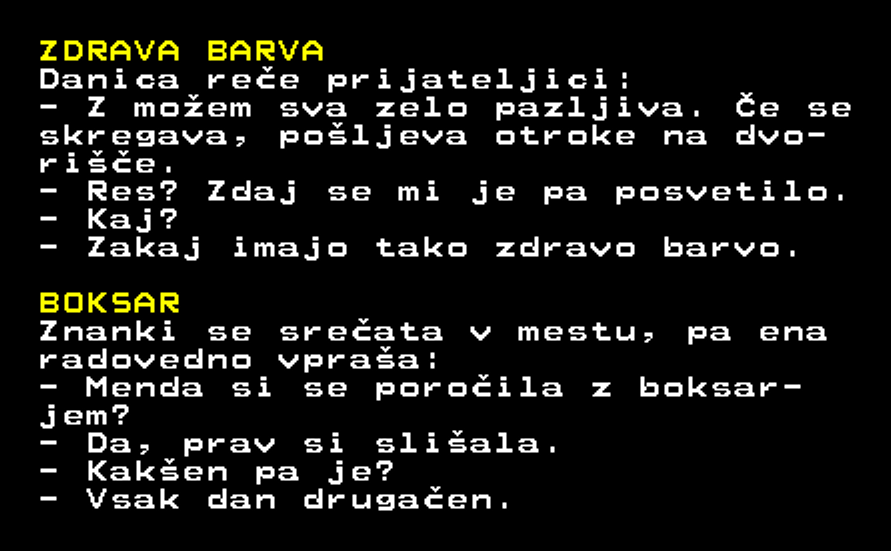 ZDRAVA BARVA
Danica reče prijateljici:
- Z možem sva zelo pazljiva. Če se
skregava, pošljeva otroke na dvo-
rišče.
- Res? Zdaj se mi je pa posvetilo.
- Kaj?
- Zakaj imajo tako zdravo barvo.
BOKSAR
Znanki se srečata v mestu, pa ena
radovedno vpraša:
- Menda si se poročila z boksar-
jem?
- Da, prav si slišala.
- Kakšen pa je?
- Vsak dan drugačen.